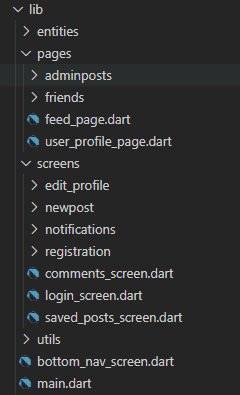 lib
entities
pages
adminposts
friends
feed_page.dart
user_profile_page.dart
screens
edit_profile
newpost
notifications
registration
comments_screen.dart
login_screen.dart
saved_posts_screen.dart
utils
bottom_nav_screen.dart
main.dart